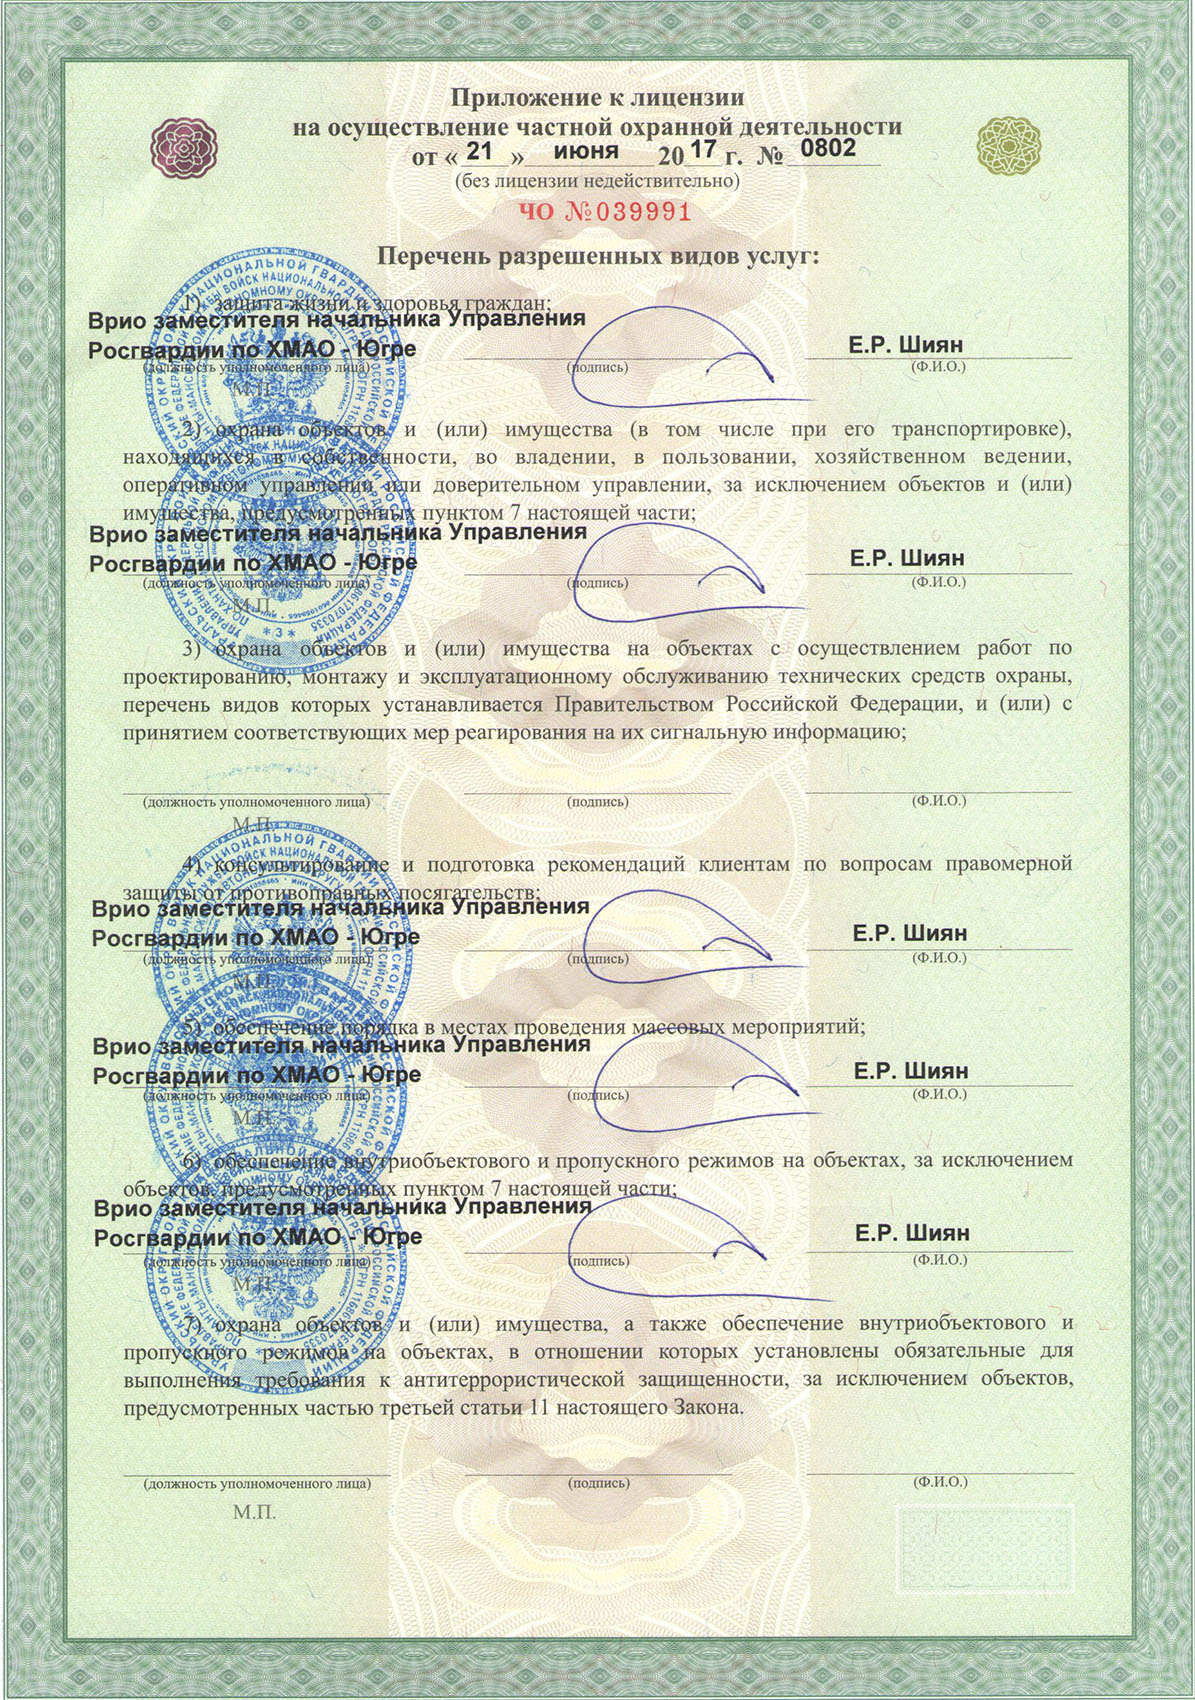 Приложение к лицензии
на осуществление частной охранной деятельности
от « 21 » июня 2017 г. № 0802
(без лицензии недействительно)
ЧО № 039991
Перечень разрешенных видов услуг:
1) защита жизни и здоровья граждан;
Врио заместителя начальника Управления
Росгвардии по ХМАО - Югре Е.Р. Шиян
(должность уполномоченного лица) (подпись) (Ф.И.О.)
М.П.
2) охрана объектов и (или) имущества (в том числе при его транспортировке),
находящихся в собственности, во владении, в пользовании, хозяйственном ведении,
оперативном управлении или доверительном управлении, за исключением объектов и (или)
имущества, предусмотренных пунктом 7 настоящей части;
Врио заместителя начальника Управления
Росгвардии по ХМАО - Югре Е.Р. Шиян
(должность уполномоченного лица) (подпись) (Ф.И.О.)
М.П.
3) охрана объектов и (или) имущества на объектах с осуществлением работ по
проектированию, монтажу и эксплуатационному обслуживанию технических средств охраны,
перечень видов которых устанавливается Правительством Российской Федерации, и (или) с
принятием соответствующих мер реагирования на их сигнальную информацию;
(должность уполномоченного лица) (подпись) (Ф.И.О.)
М.П.
4) консультирование и подготовка рекомендаций клиентам по вопросам правомерной
защиты от противоправных посягательств;
Врио заместителя начальника Управления
Росгвардии по ХМАО - Югре Е.Р. Шиян
(должность уполномоченного лица) (подпись) (Ф.И.О.)
М.П.
5) обеспечение порядка в местах проведения массовых мероприятий;
Врио заместителя начальника Управления
Росгвардии по ХМАО - Югре Е.Р. Шиян
(должность уполномоченного лица) (подпись) (Ф.И.О.)
М.П.
6) обеспечение внутриобъектового и пропускного режимов на объектах, за исключением
объектов, предусмотренных пунктом 7 настоящей части;
Врио заместителя начальника Управления
Росгвардии по ХМАО - Югре Е.Р. Шиян
(должность уполномоченного лица) (подпись) (Ф.И.О.)
М.П.
7) охрана объектов и (или) имущества, а также обеспечение внутриобъектового и
пропускного режимов на объектах, в отношении которых установлены обязательные для
выполнения требования к антитеррористической защищенности, за исключением объектов,
предусмотренных частью третьей статьи 11 настоящего Закона.
(должность уполномоченного лица) (подпись) (Ф.И.О.)
М.П.